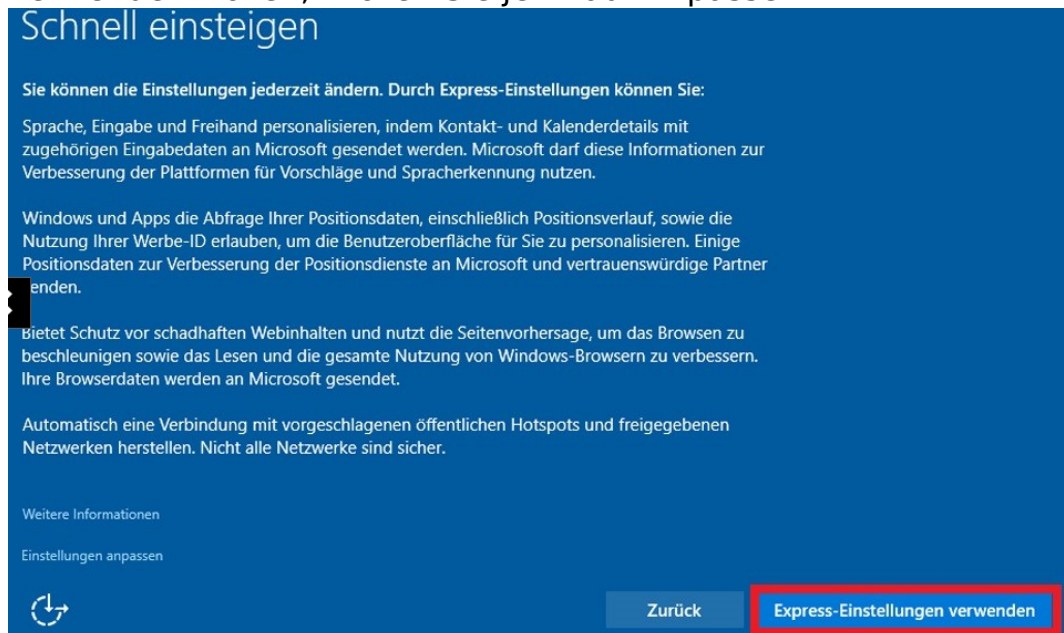 Schnell einsteigen
Sie können die Einstellungen jederzeit ändern. Durch Express-Einstellungen können Sie:
Sprache, Eingabe und Freihand personalisieren, indem Kontakt- und Kalenderdetails mit
zugehörigen Eingabedaten an Microsoft gesendet werden. Microsoft darf diese Informationen zur
Verbesserung der Plattformen für Vorschläge und Spracherkennung nutzen.
Windows und Apps die Abfrage Ihrer Positionsdaten, einschließlich Positionsverlauf, sowie die
Nutzung Ihrer Werbe-ID erlauben, um die Benutzeroberfläche für Sie zu personalisieren. Einige
Positionsdaten zur Verbesserung der Positionsdienste an Microsoft und vertrauenswürdige Partner
enden.
Bietet Schutz vor schadhaften Webinhalten und nutzt die Seitenvorhersage, um das Browsen zu
beschleunigen sowie das Lesen und die gesamte Nutzung von Windows-Browsern zu verbessern.
Ihre Browserdaten werden an Microsoft gesendet.
Automatisch eine Verbindung mit vorgeschlagenen öffentlichen Hotspots und freigegebenen
Netzwerken herstellen. Nicht alle Netzwerke sind sicher.
Weitere Informationen
Einstellungen anpassen
Zurück Express-Einstellungen verwenden